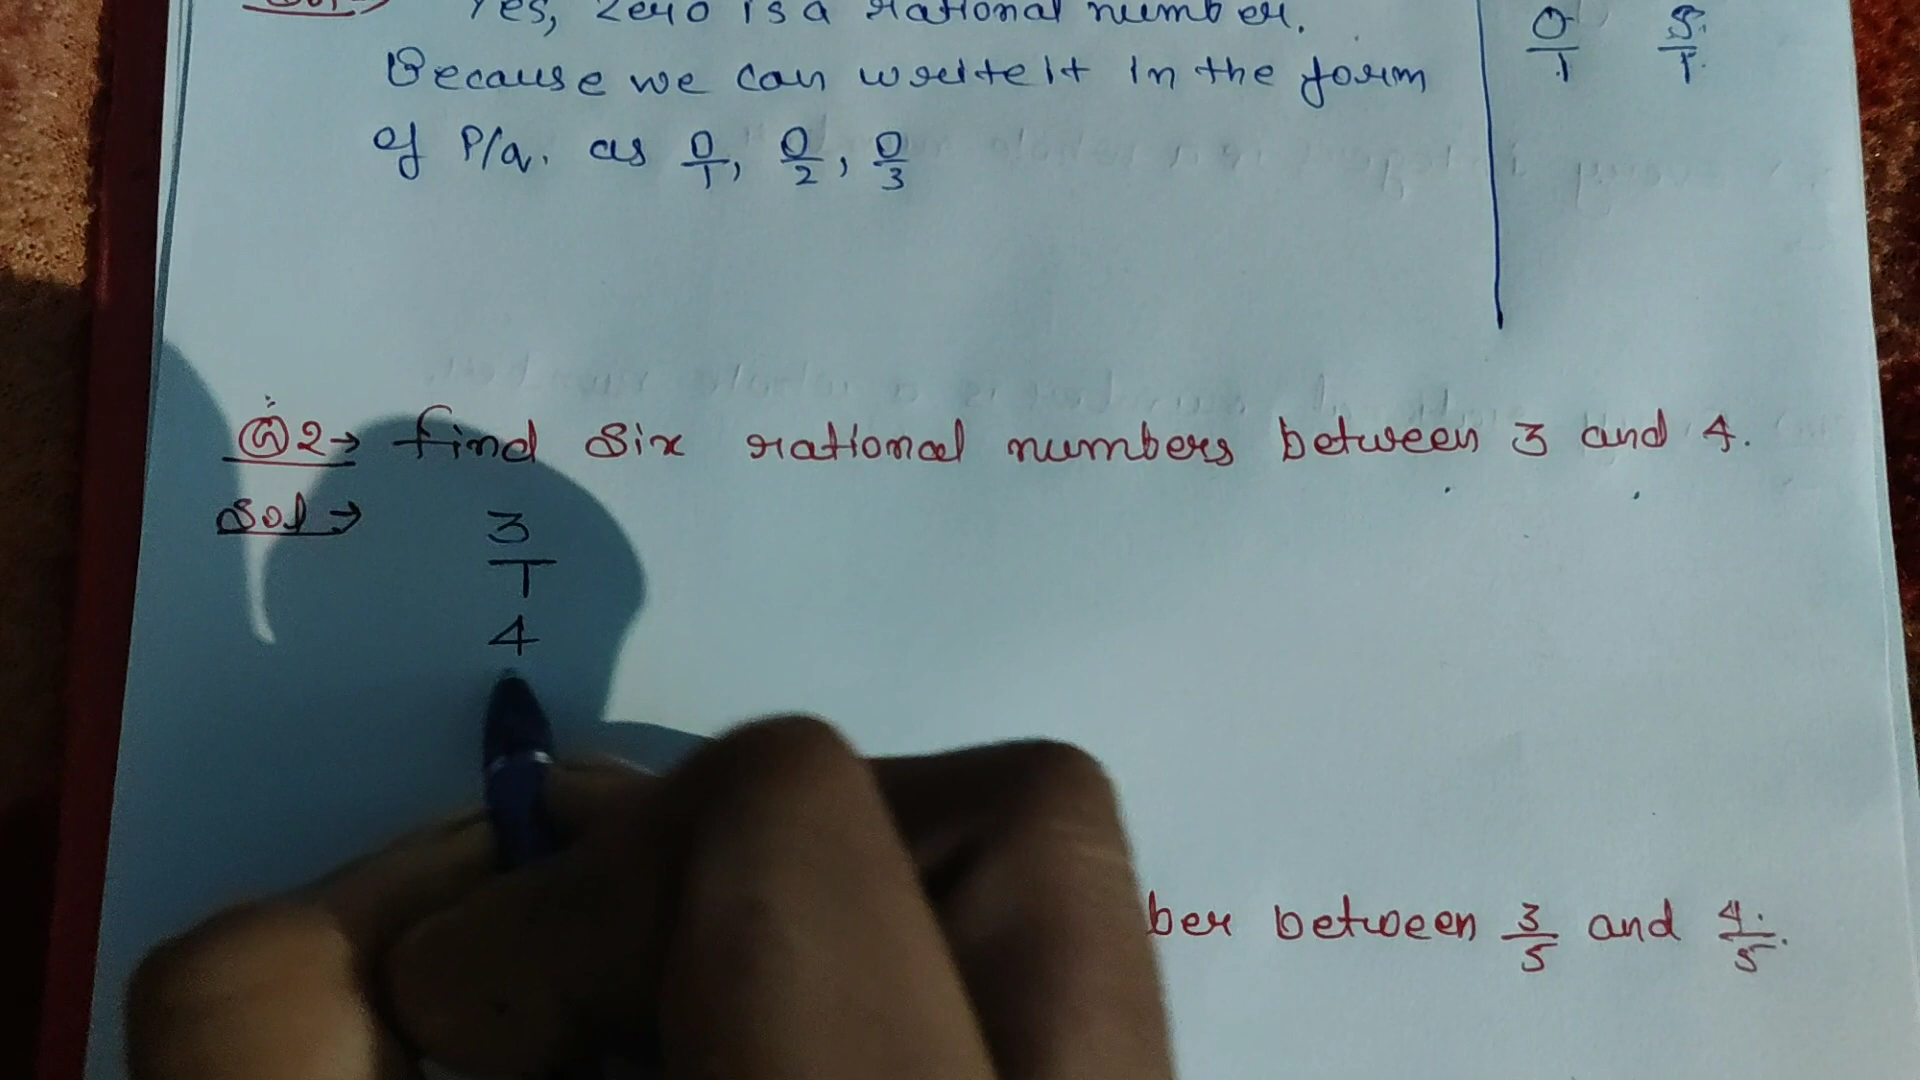 Yes, Zero is a rational number.
Because we can write it in the form
of P/q. as 0/1, 0/2, 0/3
0/1 5/1
Q2→ find six rational numbers between 3 and 4.
Sol→ 3/1
4
ber between 3/5 and 4/5.